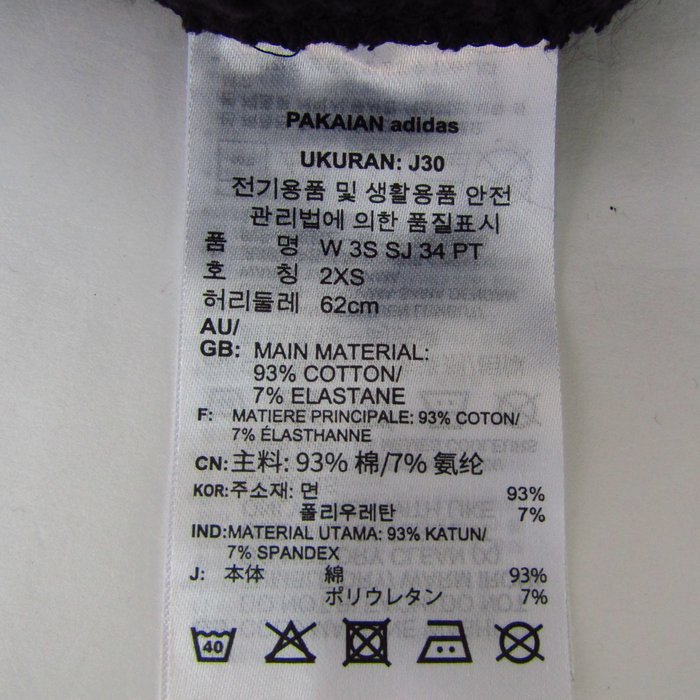 PAKAIAN adidas
UKURAN: J30
전기용품 및 생활용품 안전
관리법에 의한 품질표시
품 명 W 3S SJ 34 PT
호 칭 2XS
허리둘레 62cm
AU/
GB: MAIN MATERIAL:
93% COTTON/
7% ELASTANE
F: MATIERE PRINCIPALE: 93% COTON/
7% ÉLASTHANNE
CN:主料: 93% 棉/7% 氨纶
KOR:주소재: 면 93%
폴리우레탄 7%
IND:MATERIAL UTAMA: 93% KATUN/
7% SPANDEX
J: 本体 綿 93%
ポリウレタン 7%
40